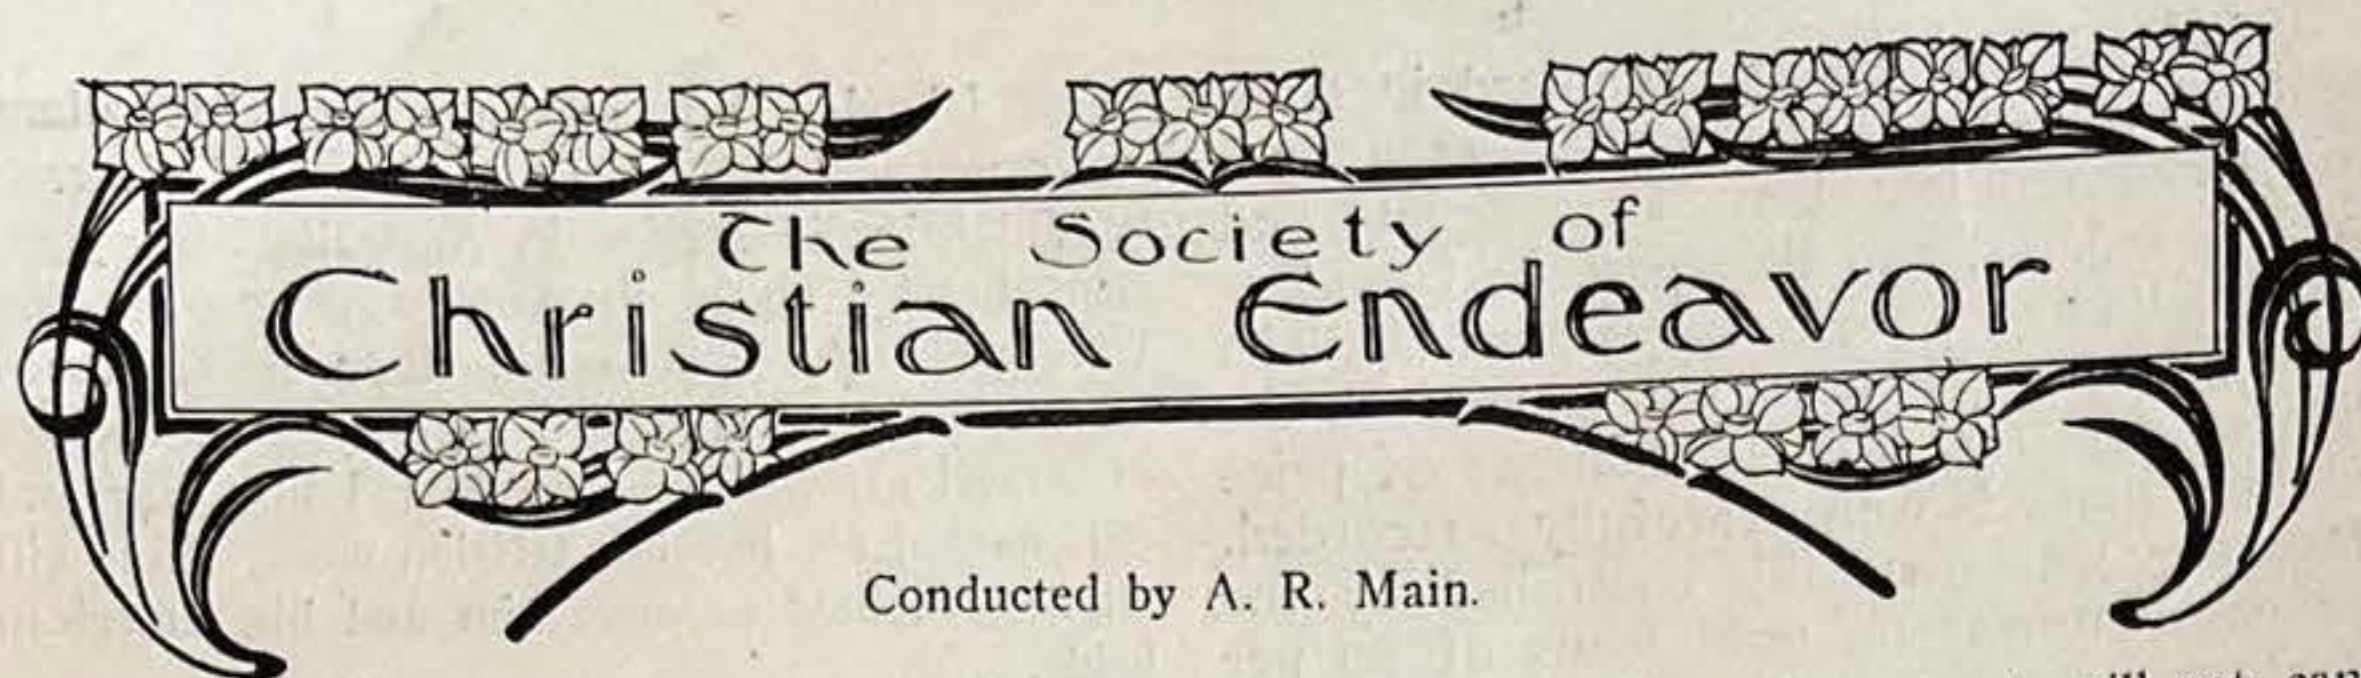 The Society of
Christian Endeavor
Conducted by A. R. Main.